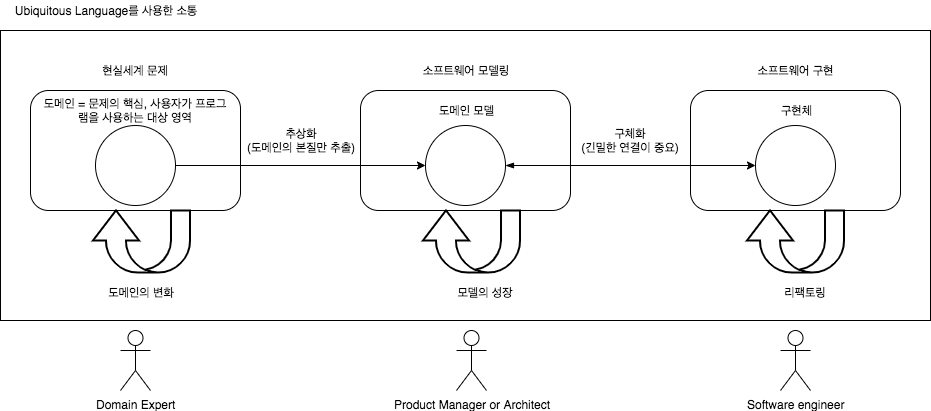 Ubiquitous Language를 사용한 소통
현실세계 문제
소프트웨어 모델링
소프트웨어 구현
도메인 = 문제의 핵심, 사용자가 프로그
램을 사용하는 대상 영역
도메인 모델
구현체
추상화
(도메인의 본질만 추출)
구체화
(긴밀한 연결이 중요)
도메인의 변화
모델의 성장
리팩토링
Domain Expert
Product Manager or Architect
Software engineer